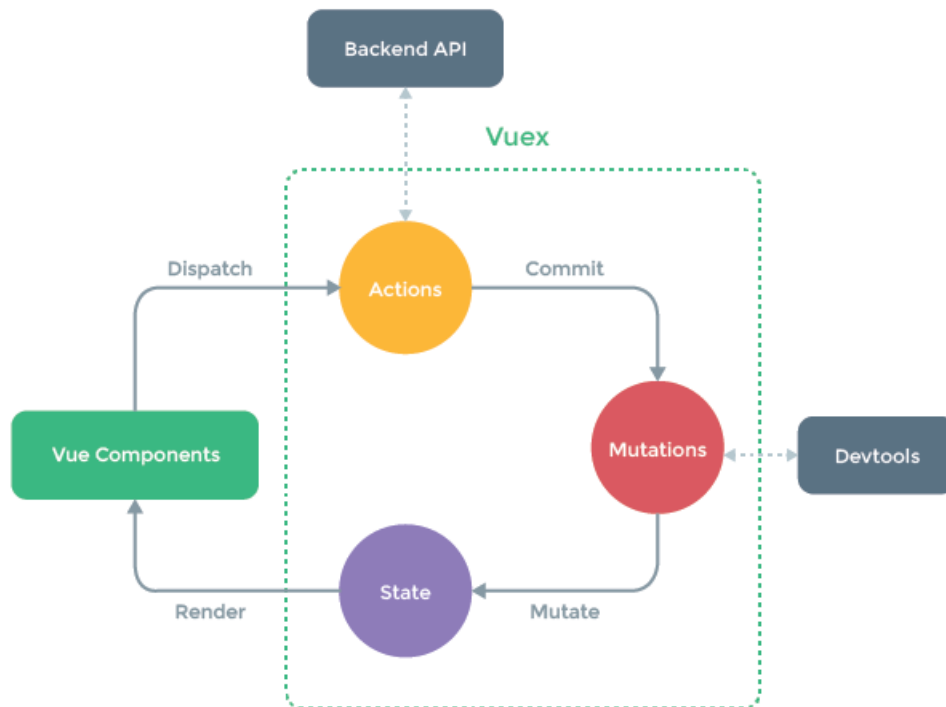 Backend API
Vuex
Dispatch
Actions
Commit
Vue Components
Mutations
Devtools
State
Render
Mutate